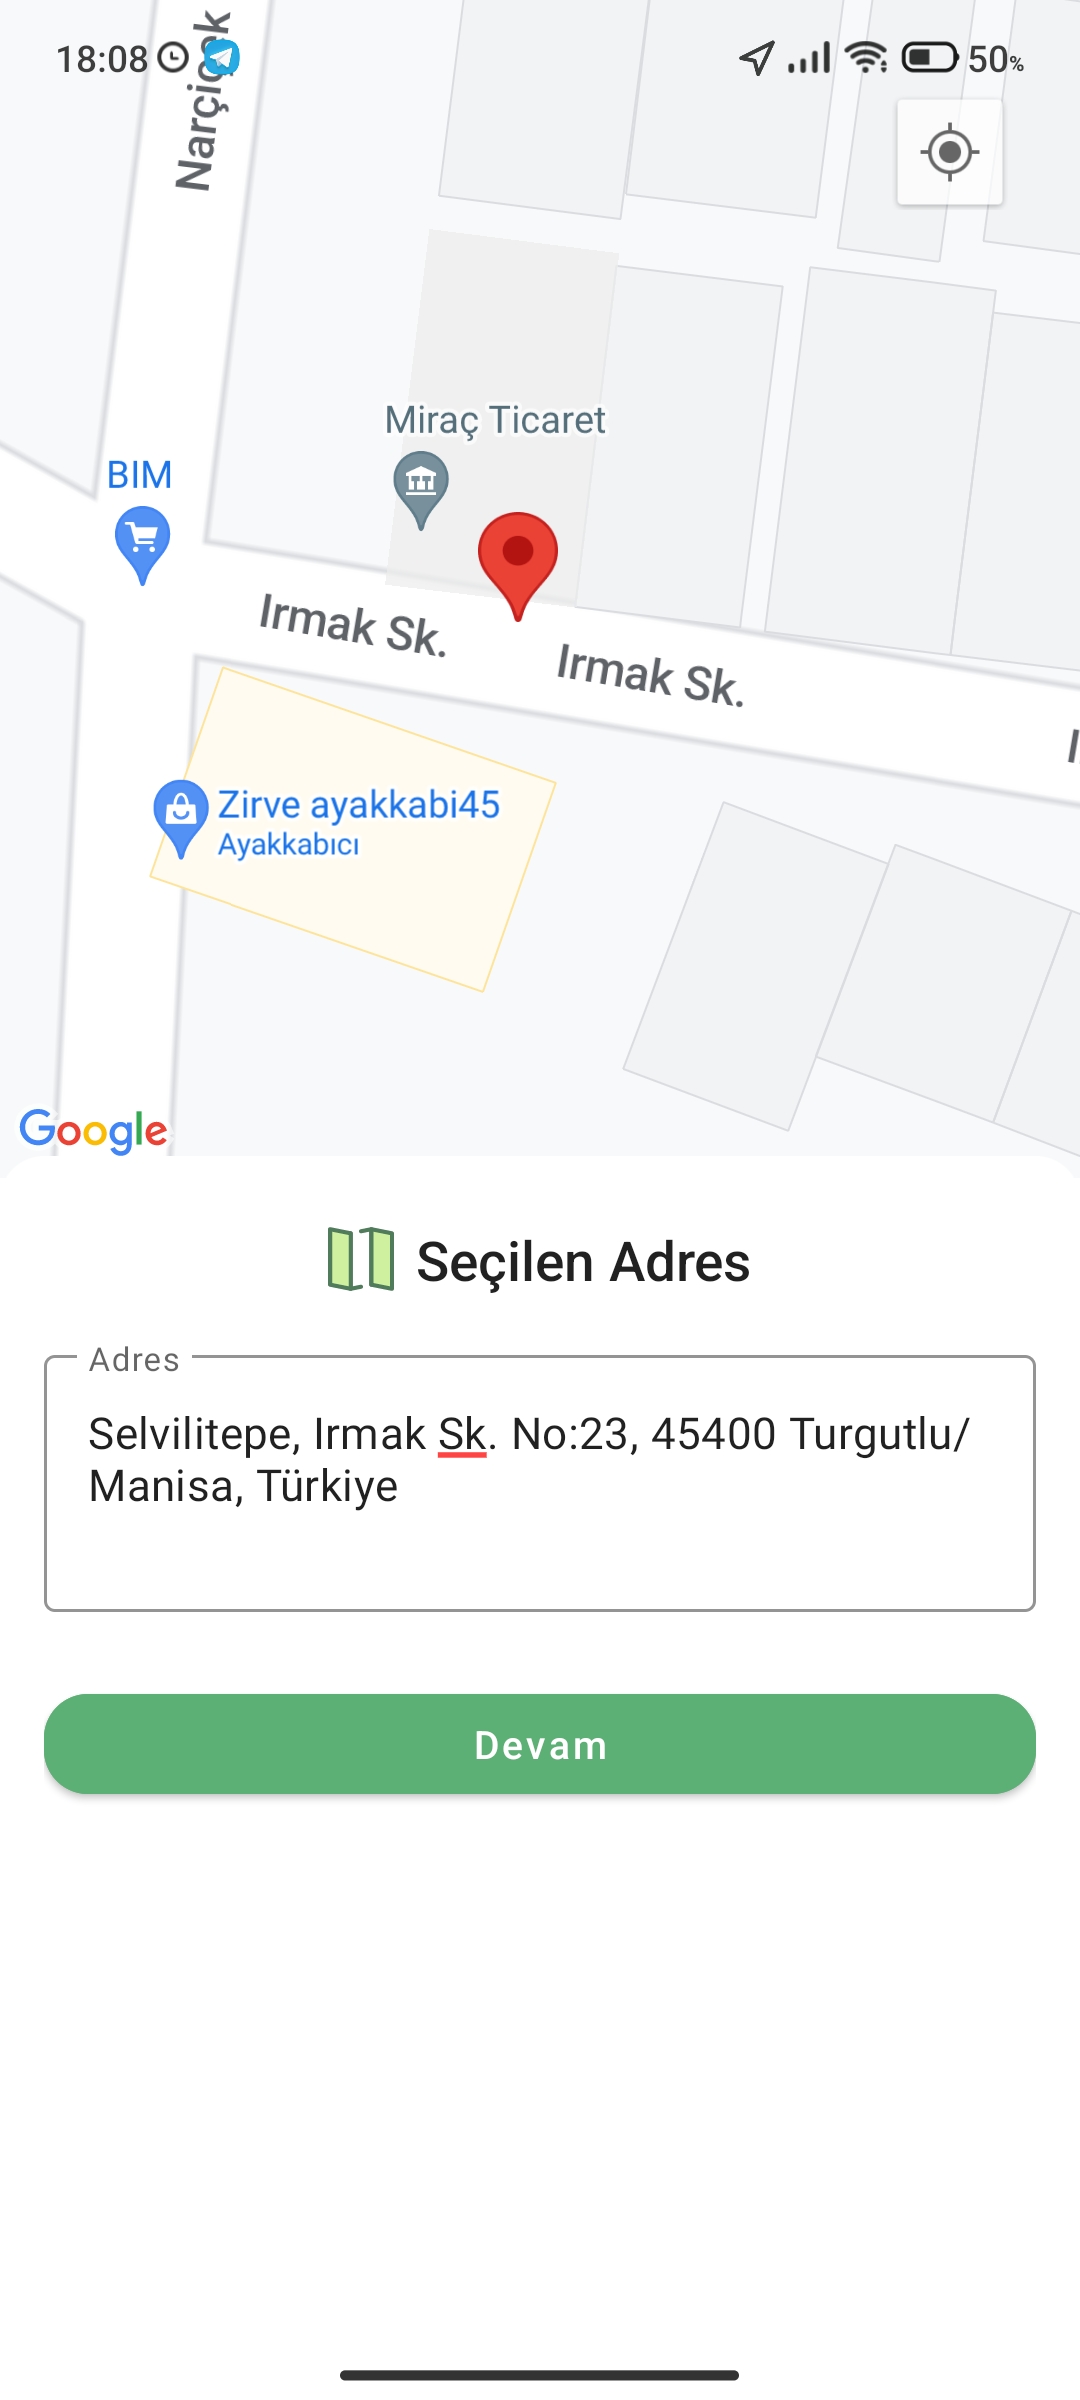 18:08
50%
Narçiçek
Miraç Ticaret
BIM
Irmak Sk.
Irmak Sk.
Zirve ayakkabi45
Ayakkabıcı
Google
Seçilen Adres
Adres
Selvilitepe, Irmak Sk. No:23, 45400 Turgutlu/
Manisa, Türkiye
Devam